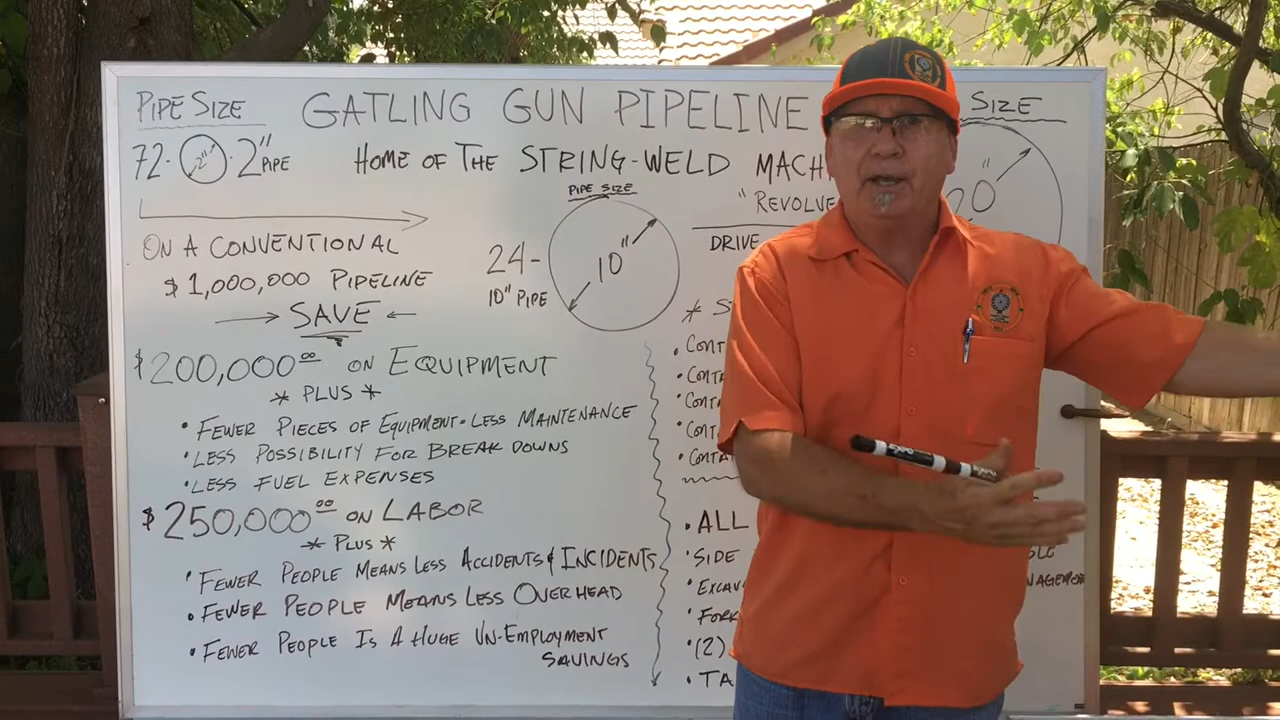 PIPE SIZE
GATLING GUN PIPELINE
SIZE
72- 2" - 2" PIPE
HOME OF THE STRING-WELD
PIPE SIZE
ON A CONVENTIONAL
$1,000,000 PIPELINE
→ SAVE ←
24-
10" PIPE
10"
20"
DRIVE
$200,000.00 ON EQUIPMENT
* PLUS *
• FEWER PIECES OF EQUIPMENT • LESS MAINTENANCE
• LESS POSSIBILITY FOR BREAK DOWNS
• LESS FUEL EXPENSES
$250,000.00 ON LABOR
* PLUS *
• FEWER PEOPLE MEANS LESS ACCIDENTS & INCIDENTS
• FEWER PEOPLE MEANS LESS OVERHEAD
• FEWER PEOPLE IS A HUGE UN-EMPLOYMENT
SAVINGS
• ALL
• SIDE
• (2)
EXPO